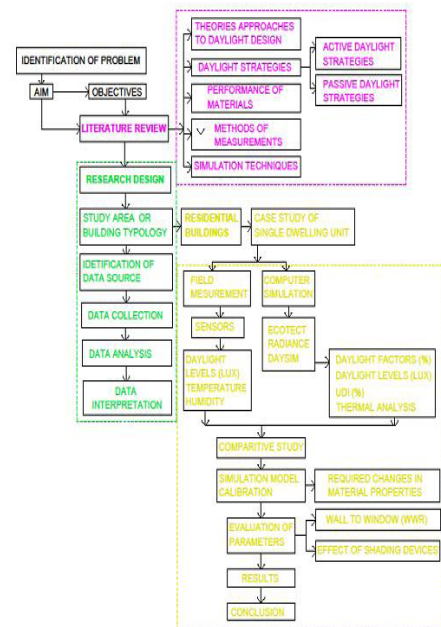 IDENTIFICATION OF PROBLEM
AIM
OBJECTIVES
LITERATURE REVIEW
THEORIES APPROACHES
TO DAYLIGHT DESIGN
DAYLIGHT STRATEGIES
ACTIVE DAYLIGHT
STRATEGIES
PASSIVE DAYLIGHT
STRATEGIES
PERFORMANCE OF
MATERIALS
METHODS OF
MEASUREMENTS
SIMULATION TECHNIQUES
RESEARCH DESIGN
STUDY AREA OR
BUILDING TYPOLOGY
RESIDENTIAL
BUILDINGS
CASE STUDY OF
SINGLE DWELLING UNIT
IDETIFICATION OF
DATA SOURCE
DATA COLLECTION
DATA ANALYSIS
DATA
INTERPRETATION
FIELD
MESUREMENT
COMPUTER
SIMULATION
SENSORS
ECOTECT
RADIANCE
DAYSIM
DAYLIGHT
LEVELS (LUX)
TEMPERATURE
HUMIDITY
DAYLIGHT FACTORS (%)
DAYLIGHT LEVELS (LUX)
UDI (%)
THERMAL ANALYSIS
COMPARITIVE STUDY
SIMULATION MODEL
CALIBRATION
REQUIRED CHANGES IN
MATERIAL PROPERTIES
EVALUATION OF
PARAMETERS
WALL TO WINDOW (WWR)
EFFECT OF SHADING DEVICES
RESULTS
CONCLUSION